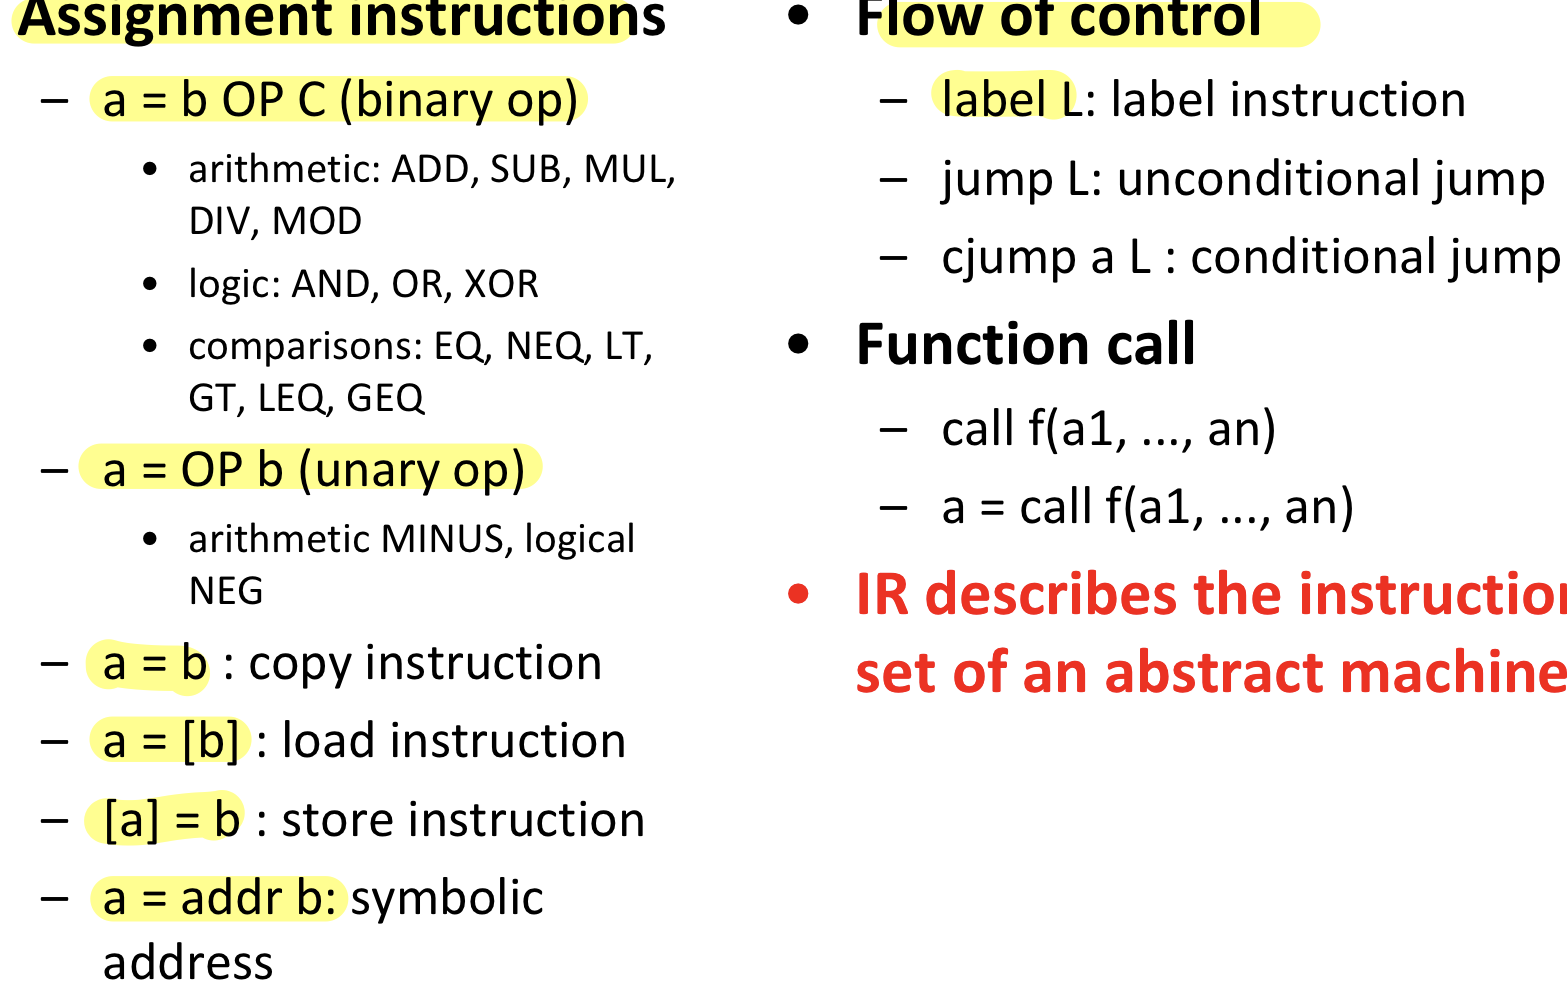 Assignment instructions
– a = b OP C (binary op)
• arithmetic: ADD, SUB, MUL,
DIV, MOD
• logic: AND, OR, XOR
• comparisons: EQ, NEQ, LT,
GT, LEQ, GEQ
– a = OP b (unary op)
• arithmetic MINUS, logical
NEG
– a = b : copy instruction
– a = [b] : load instruction
– [a] = b : store instruction
– a = addr b: symbolic
address
• Flow of control
– label L: label instruction
– jump L: unconditional jump
– cjump a L : conditional jump
• Function call
– call f(a1, ..., an)
– a = call f(a1, ..., an)
• IR describes the instruction
set of an abstract machine